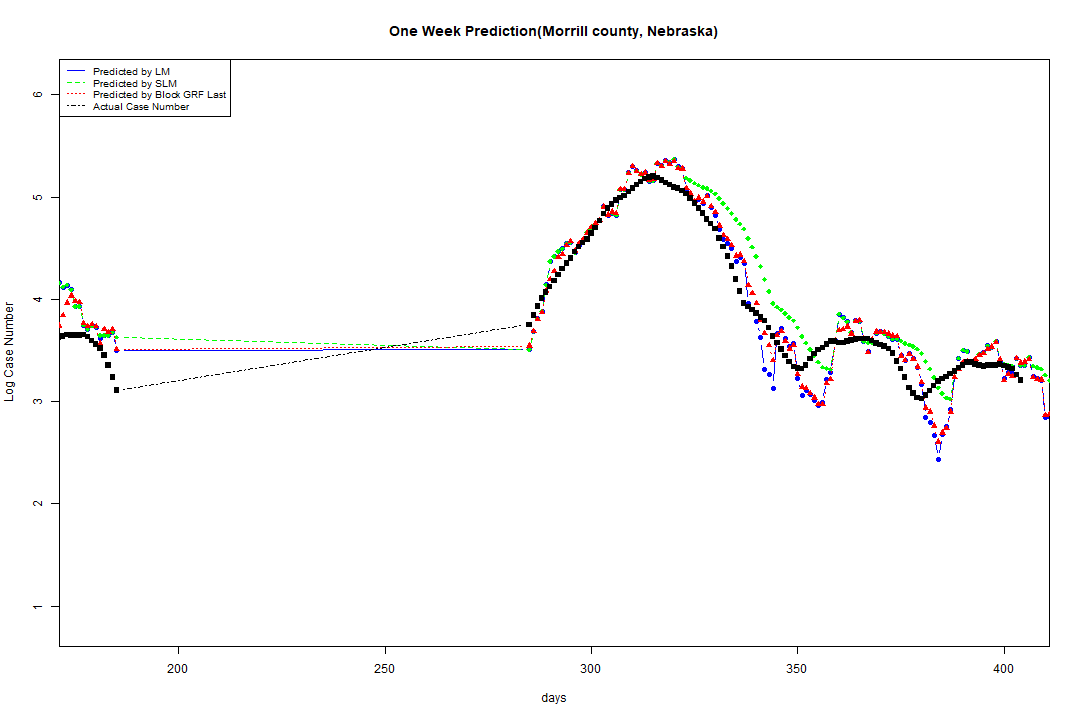 One Week Prediction(Morrill county, Nebraska)
Predicted by LM
Predicted by SLM
Predicted by Block GRF Last
Actual Case Number
6
5
4
3
2
1
Log Case Number
200
250
300
350
400
days